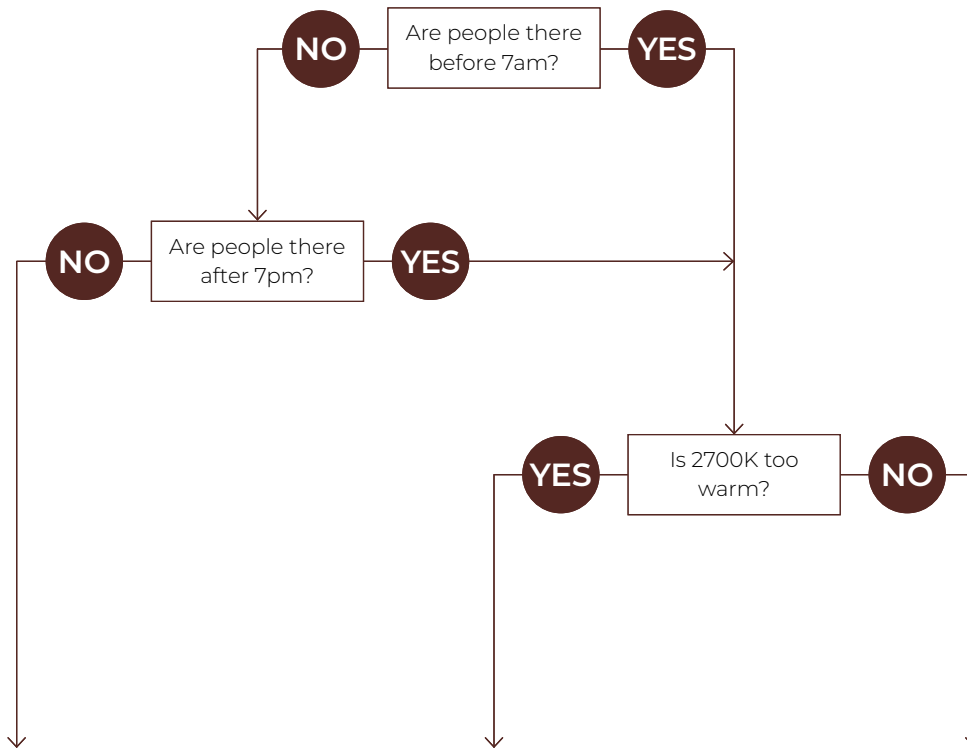 NO
Are people there
before 7am?
YES
NO
Are people there
after 7pm?
YES
YES
Is 2700K too
warm?
NO